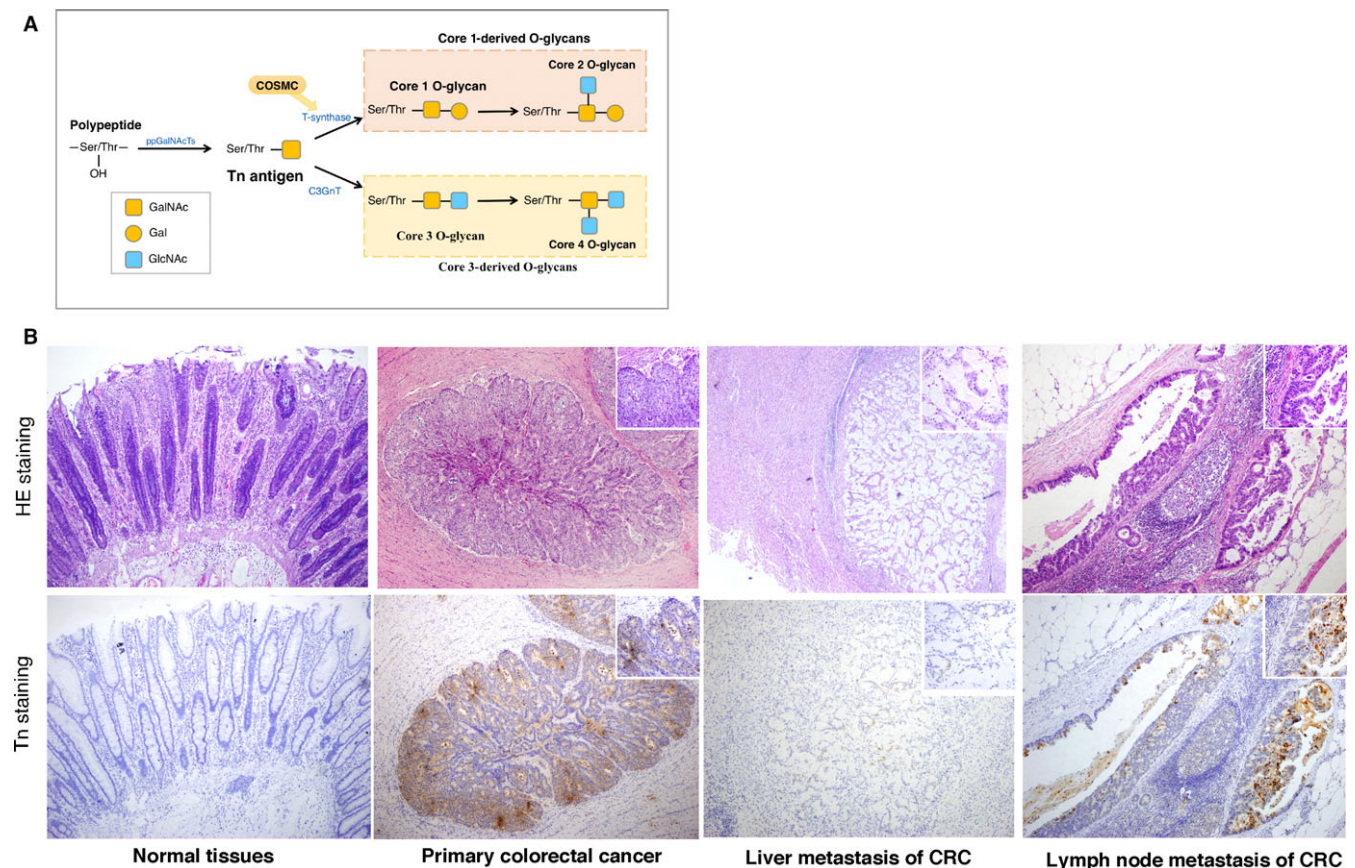 A
Core 1-derived O-glycans
Core 2 O-glycan
COSMC
Core 1 O-glycan
Ser/Thr
Ser/Thr
T-synthase
Polypeptide
Ser/Thr
ppGalNAcTs
Ser/Thr
OH
Tn antigen
C3GnT
Ser/Thr
Ser/Thr
GalNAc
Gal
GlcNAc
Core 3 O-glycan
Core 4 O-glycan
Core 3-derived O-glycans
B
HE staining
Tn staining
Normal tissues
Primary colorectal cancer
Liver metastasis of CRC
Lymph node metastasis of CRC